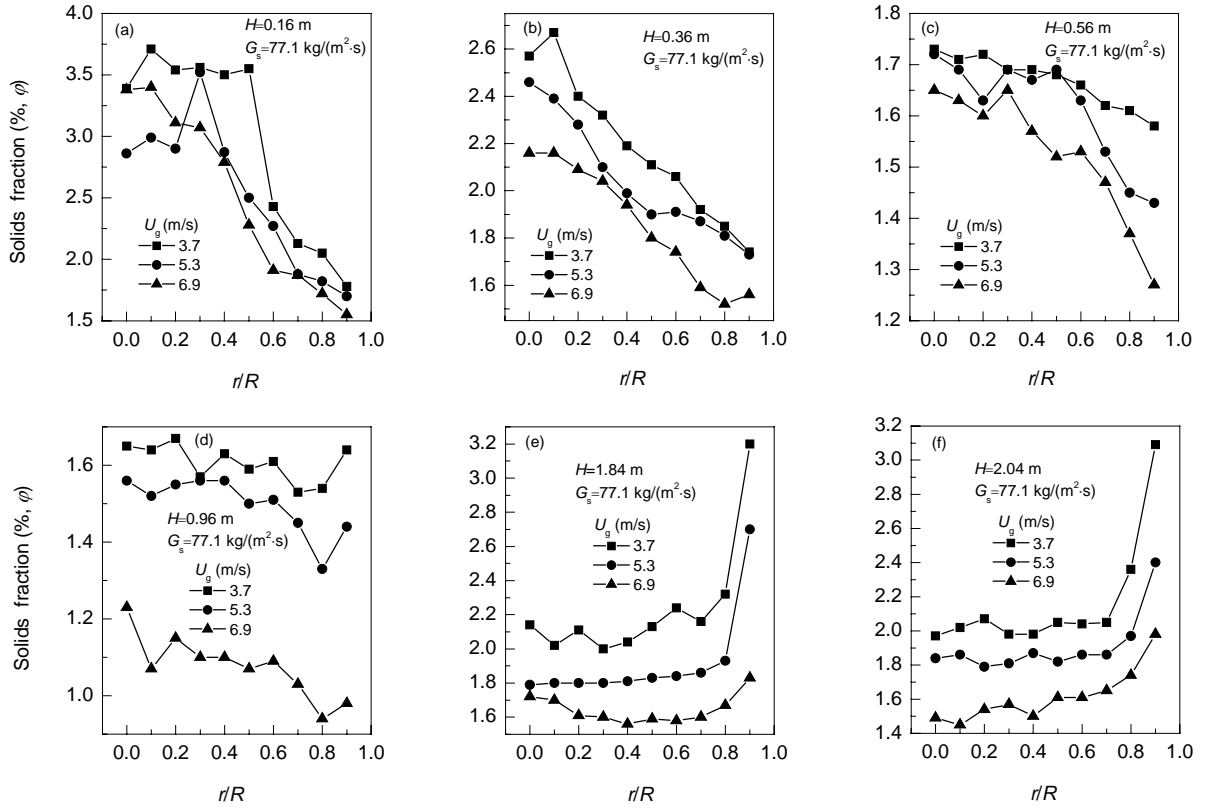 (a)
H=0.16 m
Gs=77.1 kg/(m²·s)
Ug (m/s)
3.7
5.3
6.9
4.0
3.5
3.0
2.5
2.0
1.5
0.0 0.2 0.4 0.6 0.8 1.0
r/R
Solids fraction (%, φ)
(b)
H=0.36 m
Gs=77.1 kg/(m²·s)
Ug (m/s)
3.7
5.3
6.9
2.6
2.4
2.2
2.0
1.8
1.6
0.0 0.2 0.4 0.6 0.8 1.0
r/R
(c)
H=0.56 m
Gs=77.1 kg/(m²·s)
Ug (m/s)
3.7
5.3
6.9
1.8
1.7
1.6
1.5
1.4
1.3
1.2
0.0 0.2 0.4 0.6 0.8 1.0
r/R
(d)
H=0.96 m
Gs=77.1 kg/(m²·s)
Ug (m/s)
3.7
5.3
6.9
1.6
1.4
1.2
1.0
0.0 0.2 0.4 0.6 0.8 1.0
r/R
Solids fraction (%, φ)
(e)
H=1.84 m
Gs=77.1 kg/(m²·s)
Ug (m/s)
3.7
5.3
6.9
3.2
3.0
2.8
2.6
2.4
2.2
2.0
1.8
1.6
0.0 0.2 0.4 0.6 0.8 1.0
r/R
(f)
H=2.04 m
Gs=77.1 kg/(m²·s)
Ug (m/s)
3.7
5.3
6.9
3.2
3.0
2.8
2.6
2.4
2.2
2.0
1.8
1.6
1.4
0.0 0.2 0.4 0.6 0.8 1.0
r/R